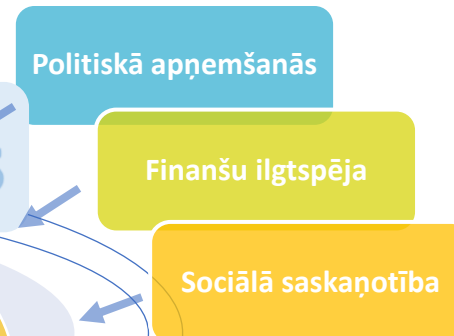 Politiskā apņemšanās
Finanšu ilgtspēja
Sociālā saskaņotība